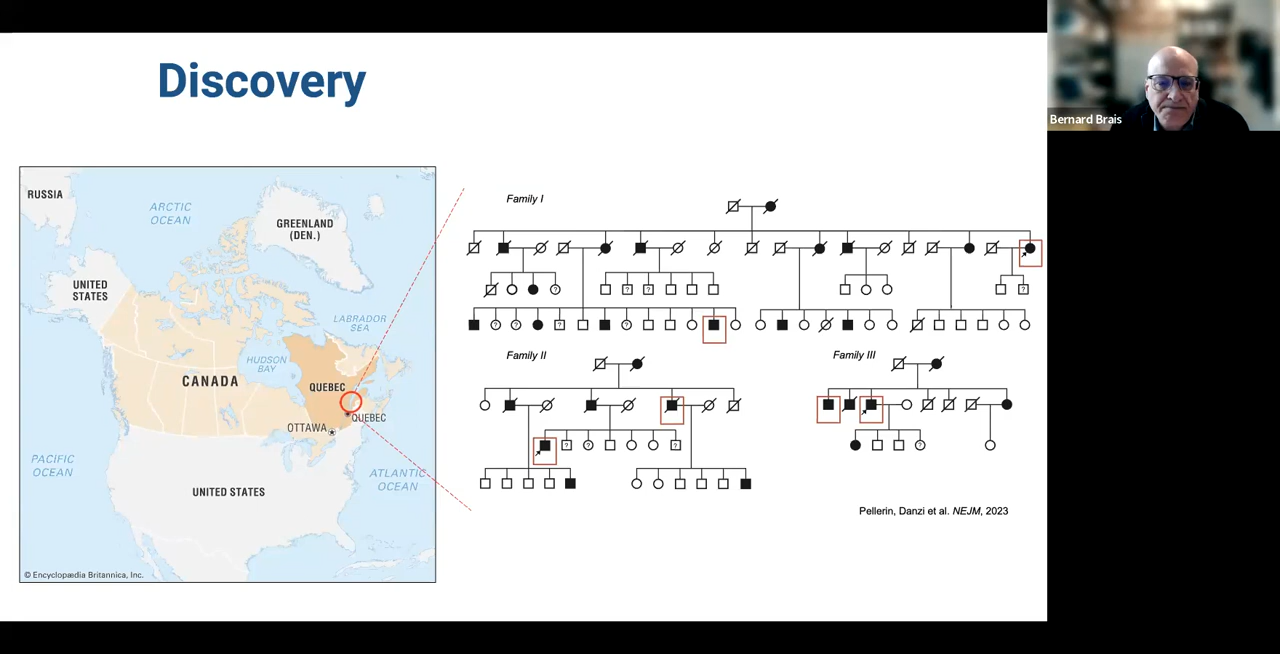 Discovery
Bernard Brais
RUSSIA
ARCTIC
OCEAN
GREENLAND
(DEN.)
UNITED
STATES
LABRADOR
SEA
HUDSON
BAY
CANADA
QUEBEC
QUEBEC
OTTAWA
PACIFIC
OCEAN
UNITED STATES
ATLANTIC
OCEAN
© Encyclopædia Britannica, Inc.
Family I
?
? ?
?
? ? ? ?
Family II
? ? ?
Family III
?
Pellerin, Danzi et al. NEJM, 2023